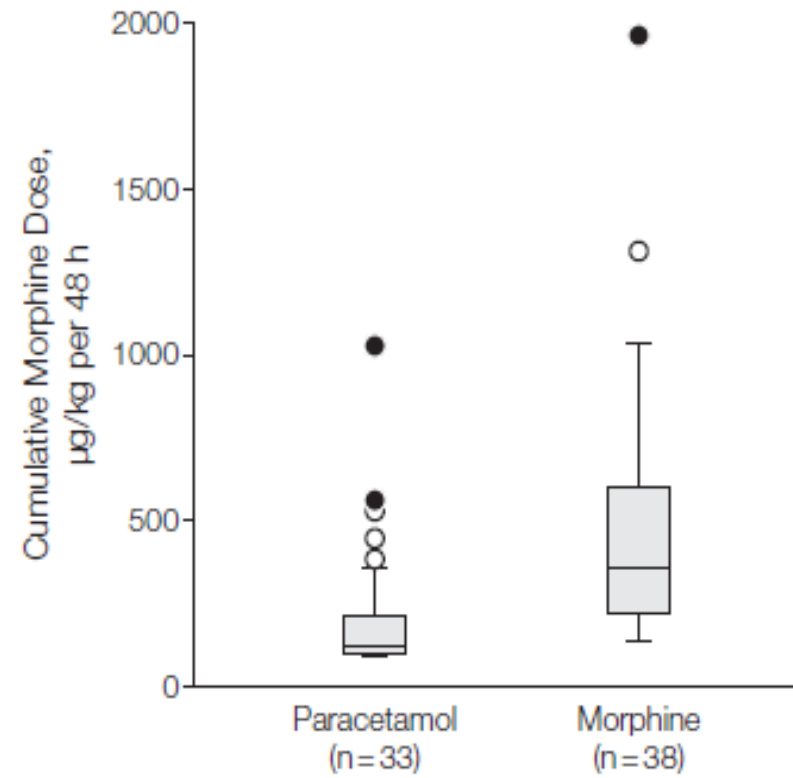 Cumulative Morphine Dose,
µg/kg per 48 h
2000
1500
1000
500
0
Paracetamol
(n=33)
Morphine
(n=38)